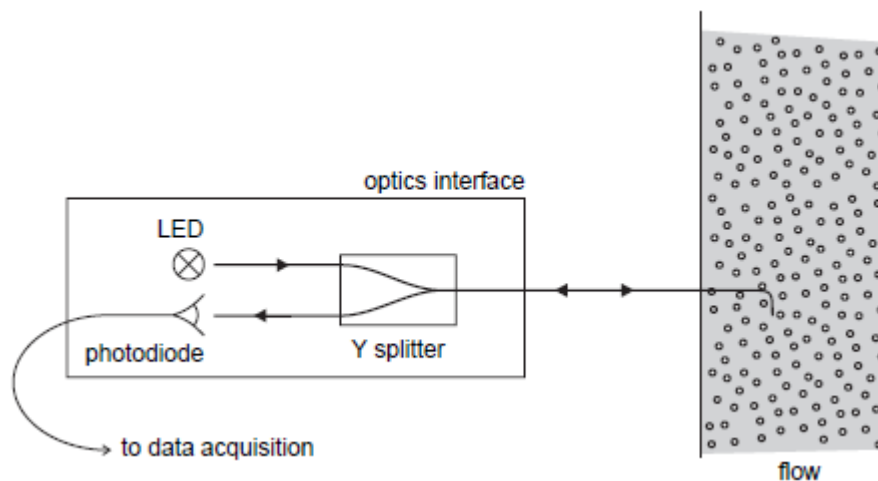 optics interface
LED
photodiode
Y splitter
to data acquisition
flow